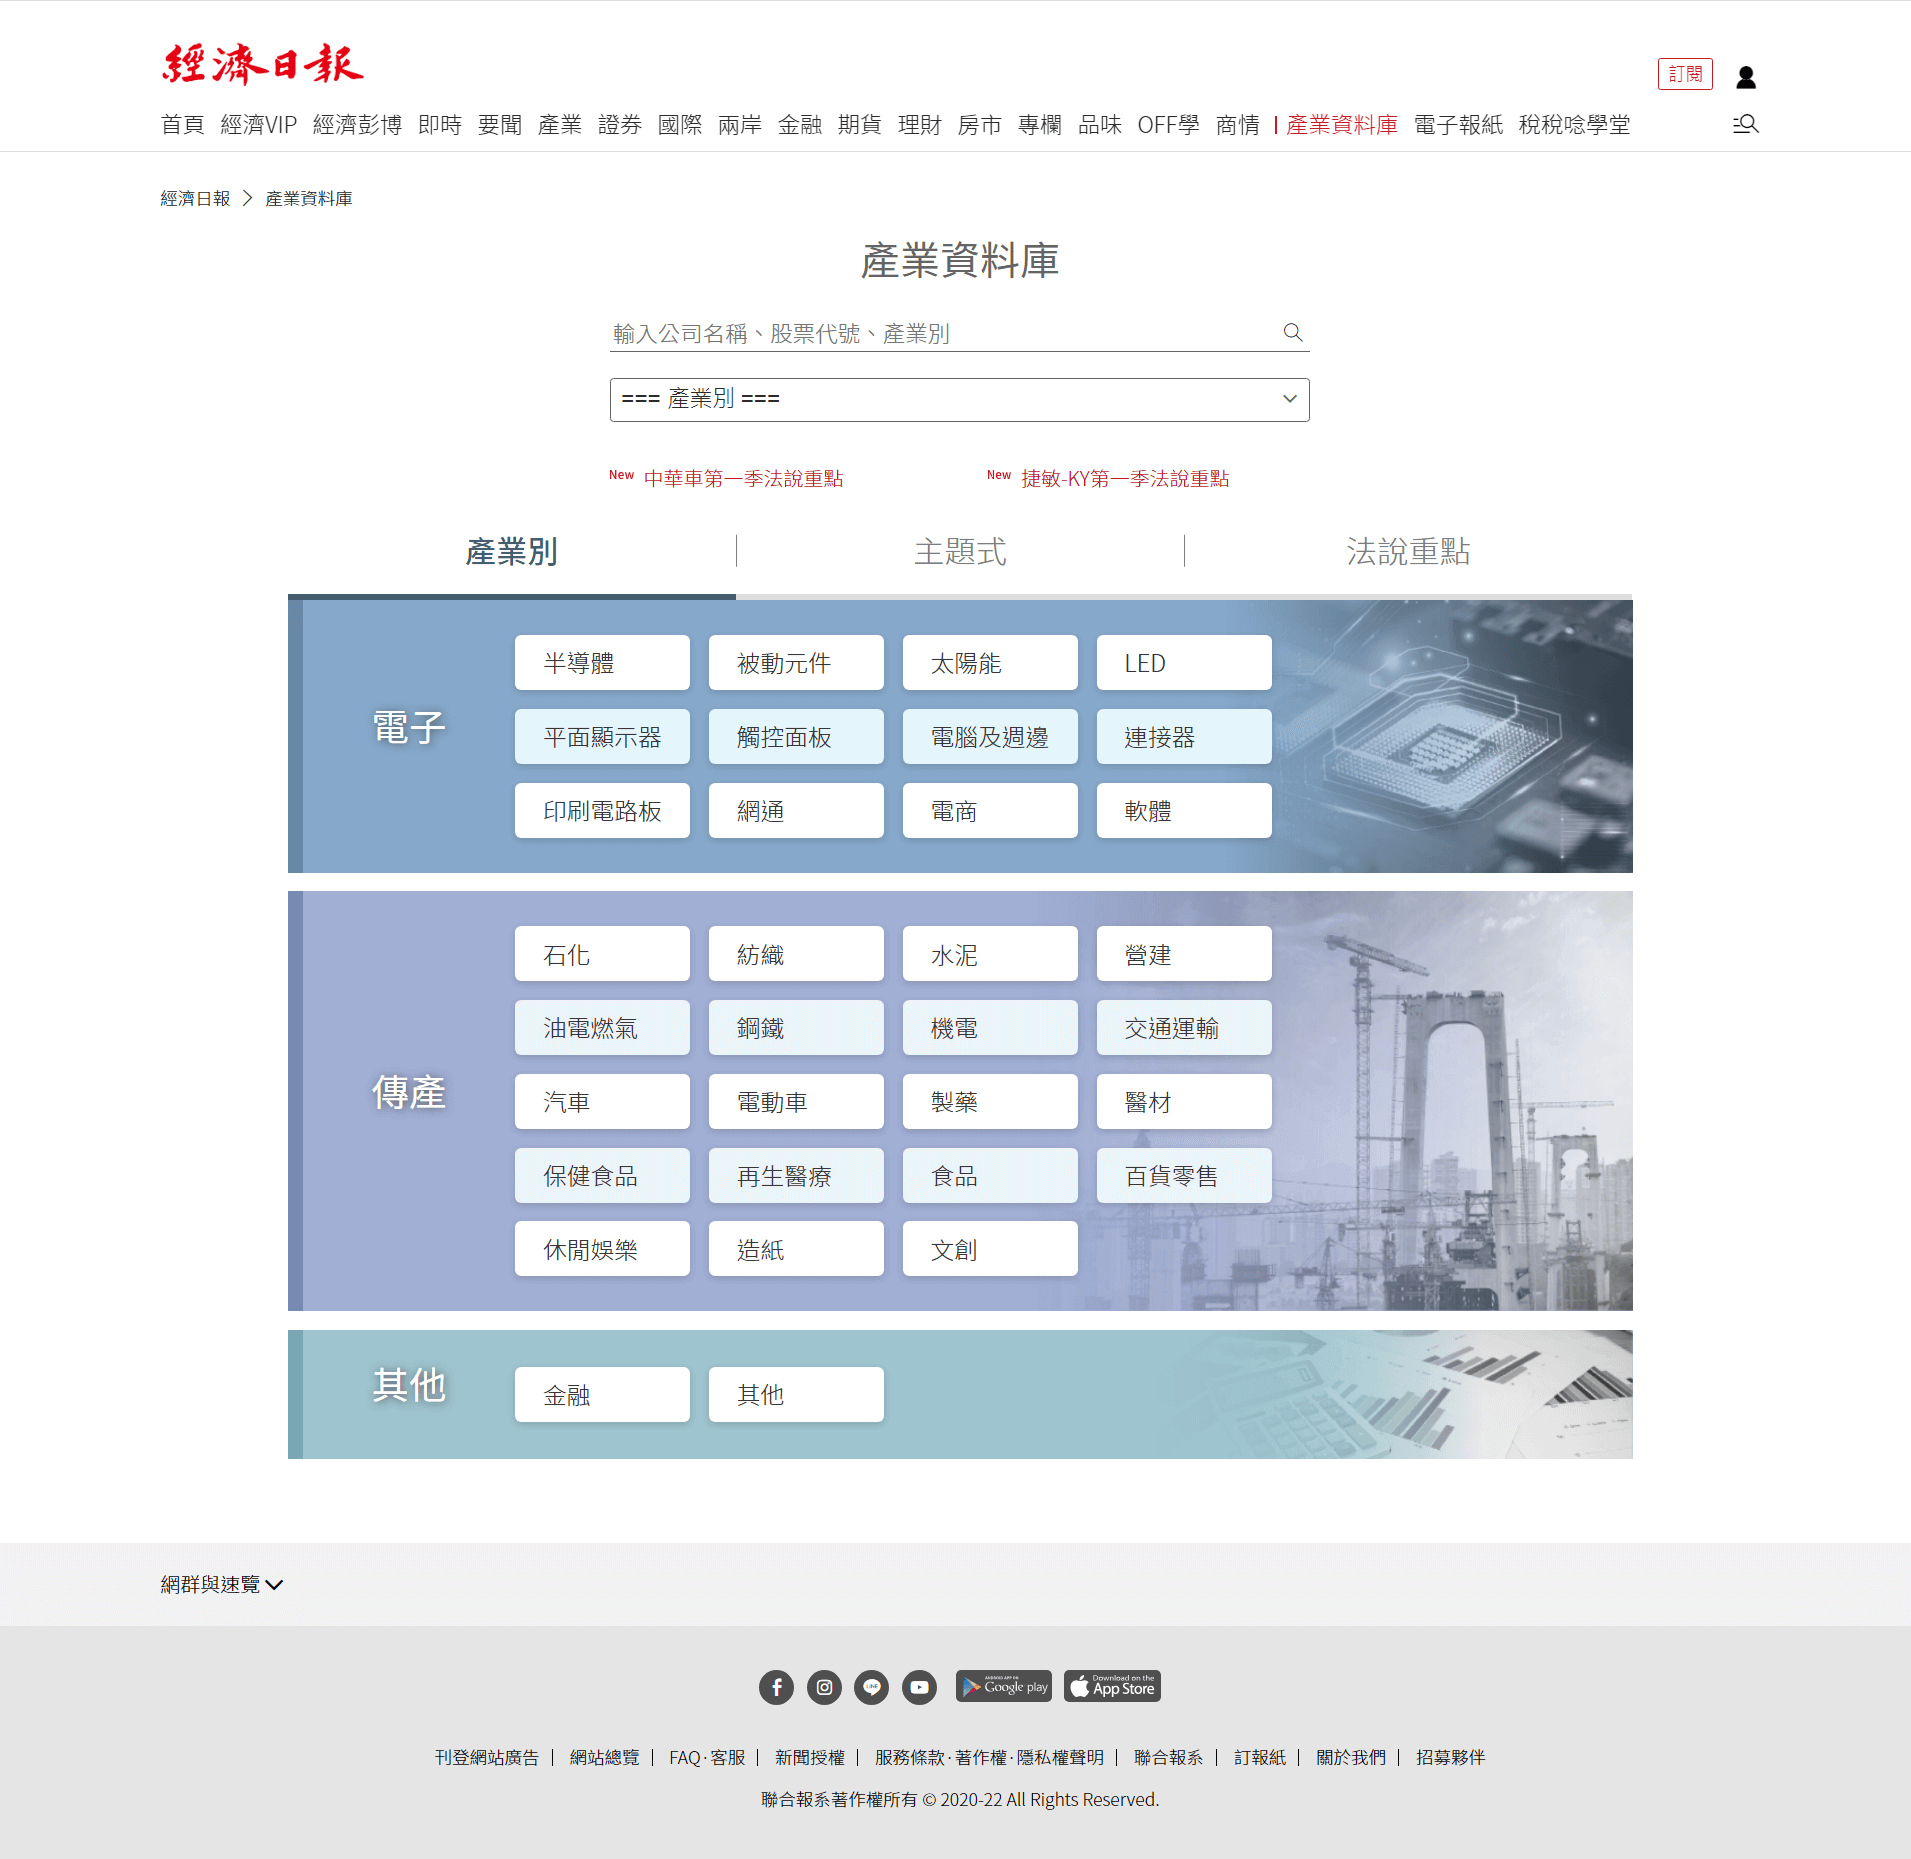 經濟日報
訂閱
首頁 經濟VIP 經濟彭博 即時 要聞 產業 證券 國際 兩岸 金融 期貨 理財 房市 專欄 品味 OFF學 商情 產業資料庫 電子報紙 稅稅唸學堂
經濟日報 > 產業資料庫
產業資料庫
輸入公司名稱、股票代號、產業別
=== 產業別 ===
New 中華車第一季法說重點 New 捷敏-KY第一季法說重點
產業別 主題式 法說重點
電子
半導體 被動元件 太陽能 LED
平面顯示器 觸控面板 電腦及週邊 連接器
印刷電路板 網通 電商 軟體
傳產
石化 紡織 水泥 營建
油電燃氣 鋼鐵 機電 交通運輸
汽車 電動車 製藥 醫材
保健食品 再生醫療 食品 百貨零售
休閒娛樂 造紙 文創
其他
金融 其他
網群與速覽
LINE ANDROID APP ON Google play Download on the App Store
刊登網站廣告 | 網站總覽 | FAQ·客服 | 新聞授權 | 服務條款·著作權·隱私權聲明 | 聯合報系 | 訂報紙 | 關於我們 | 招募夥伴
聯合報系著作權所有 © 2020-22 All Rights Reserved.